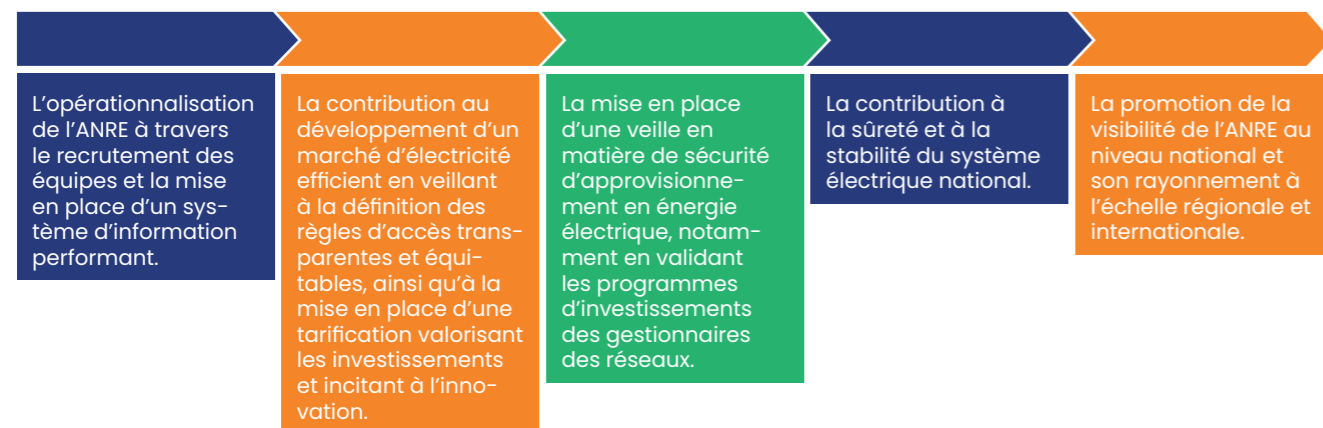 L’opérationnalisation
de l’ANRE à travers
le recrutement des
équipes et la mise
en place d’un sys-
tème d’information
performant.
La contribution au
développement d’un
marché d’électricité
efficient en veillant
à la définition des
règles d’accès trans-
parentes et équi-
tables, ainsi qu’à la
mise en place d’une
tarification valorisant
les investissements
et incitant à l’inno-
vation.
La mise en place
d’une veille en
matière de sécurité
d’approvisionne-
ment en énergie
électrique, notam-
ment en validant
les programmes
d’investissements
des gestionnaires
des réseaux.
La contribution à
la sûreté et à la
stabilité du système
électrique national.
La promotion de la
visibilité de l’ANRE au
niveau national et
son rayonnement à
l’échelle régionale et
internationale.